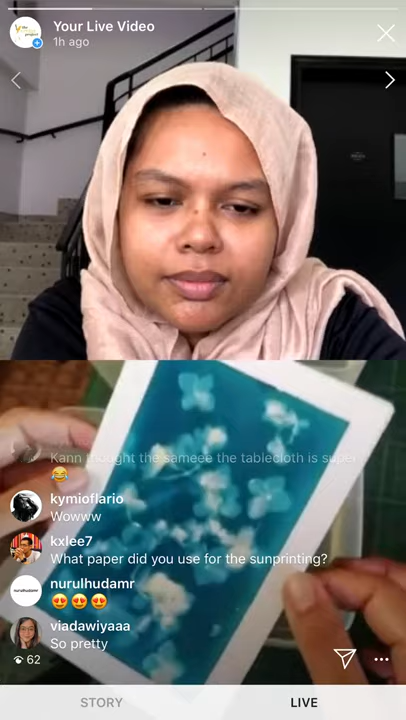 Your Live Video
1h ago
Kann thought the sameee the tablecloth is super
😂
kymioflario
Wowww
kxlee7
What paper did you use for the sunprinting?
nurulhudamr
😍😍😍
viadawiyaaa
So pretty
62
STORY
LIVE